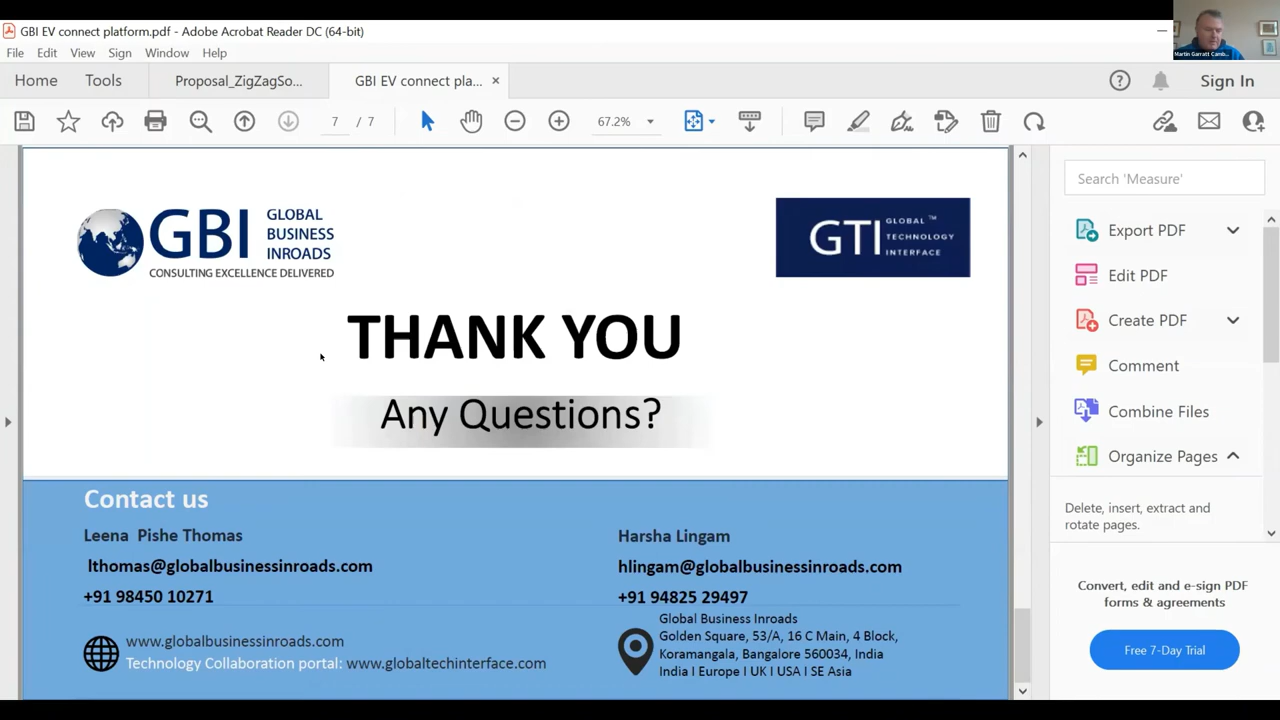 GBI EV connect platform.pdf - Adobe Acrobat Reader DC (64-bit)
File Edit View Sign Window Help
Home Tools Proposal_ZigZagSo... GBI EV connect pla... Sign In
7 / 7 67.2%
GBI GLOBAL BUSINESS INROADS
CONSULTING EXCELLENCE DELIVERED
GTI GLOBAL ™ TECHNOLOGY INTERFACE
THANK YOU
Any Questions?
Contact us
Leena Pishe Thomas
lthomas@globalbusinessinroads.com
+91 98450 10271
www.globalbusinessinroads.com
Technology Collaboration portal: www.globaltechinterface.com
Harsha Lingam
hlingam@globalbusinessinroads.com
+91 94825 29497
Global Business Inroads
Golden Square, 53/A, 16 C Main, 4 Block,
Koramangala, Bangalore 560034, India
India I Europe I UK I USA I SE Asia
Search 'Measure'
Export PDF
Edit PDF
Create PDF
Comment
Combine Files
Organize Pages
Delete, insert, extract and
rotate pages.
Convert, edit and e-sign PDF
forms & agreements
Free 7-Day Trial
Martin Garratt Camb...